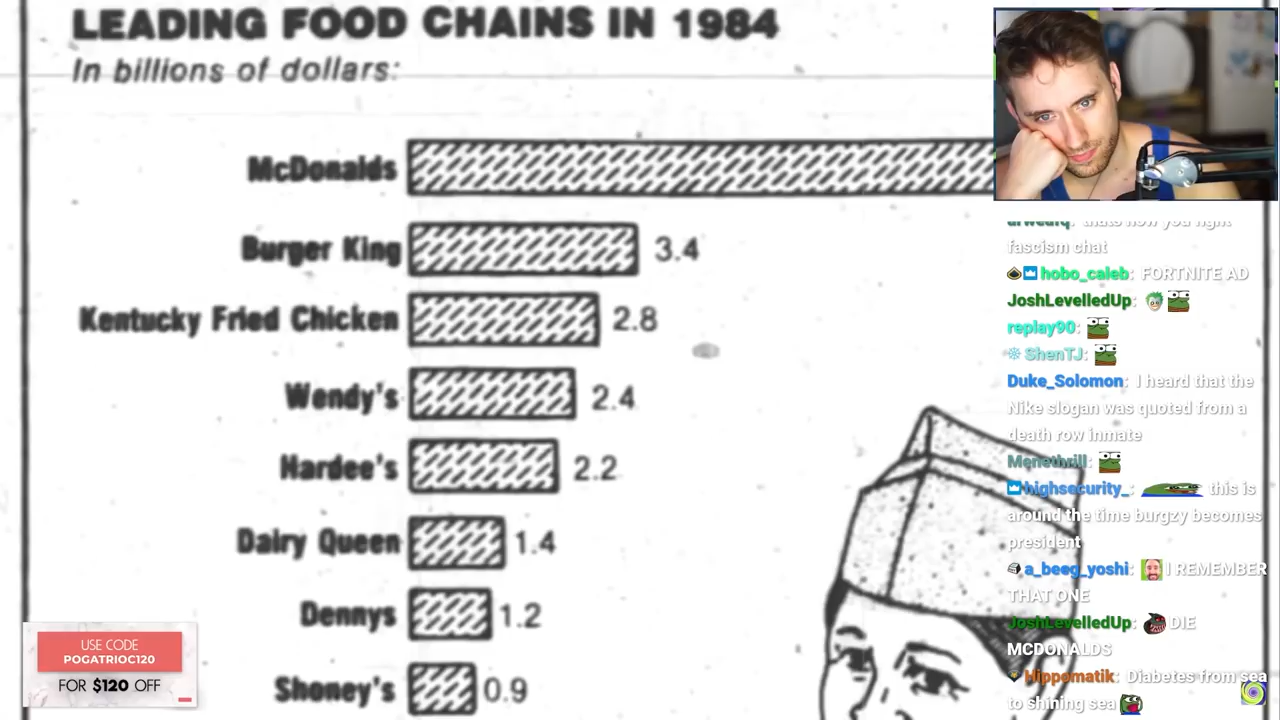 LEADING FOOD CHAINS IN 1984
In billions of dollars:
McDonalds
Burger King 3.4
Kentucky Fried Chicken 2.8
Wendy's 2.4
Hardee's 2.2
Dairy Queen 1.4
Dennys 1.2
Shoney's 0.9
USE CODE
POGATRIOC120
FOR $120 OFF
fascism chat
hobo_caleb: FORTNITE AD
JoshLevelledUp:
replay90:
ShenTJ:
Duke_Solomon: I heard that the
Nike slogan was quoted from a
death row inmate
Menethrill:
highsecurity_: this is
around the time burgzy becomes
president
a_beeg_yoshi: I REMEMBER
THAT ONE
JoshLevelledUp: DIE
MCDONALDS
Hippomatik: Diabetes from sea
to shining sea